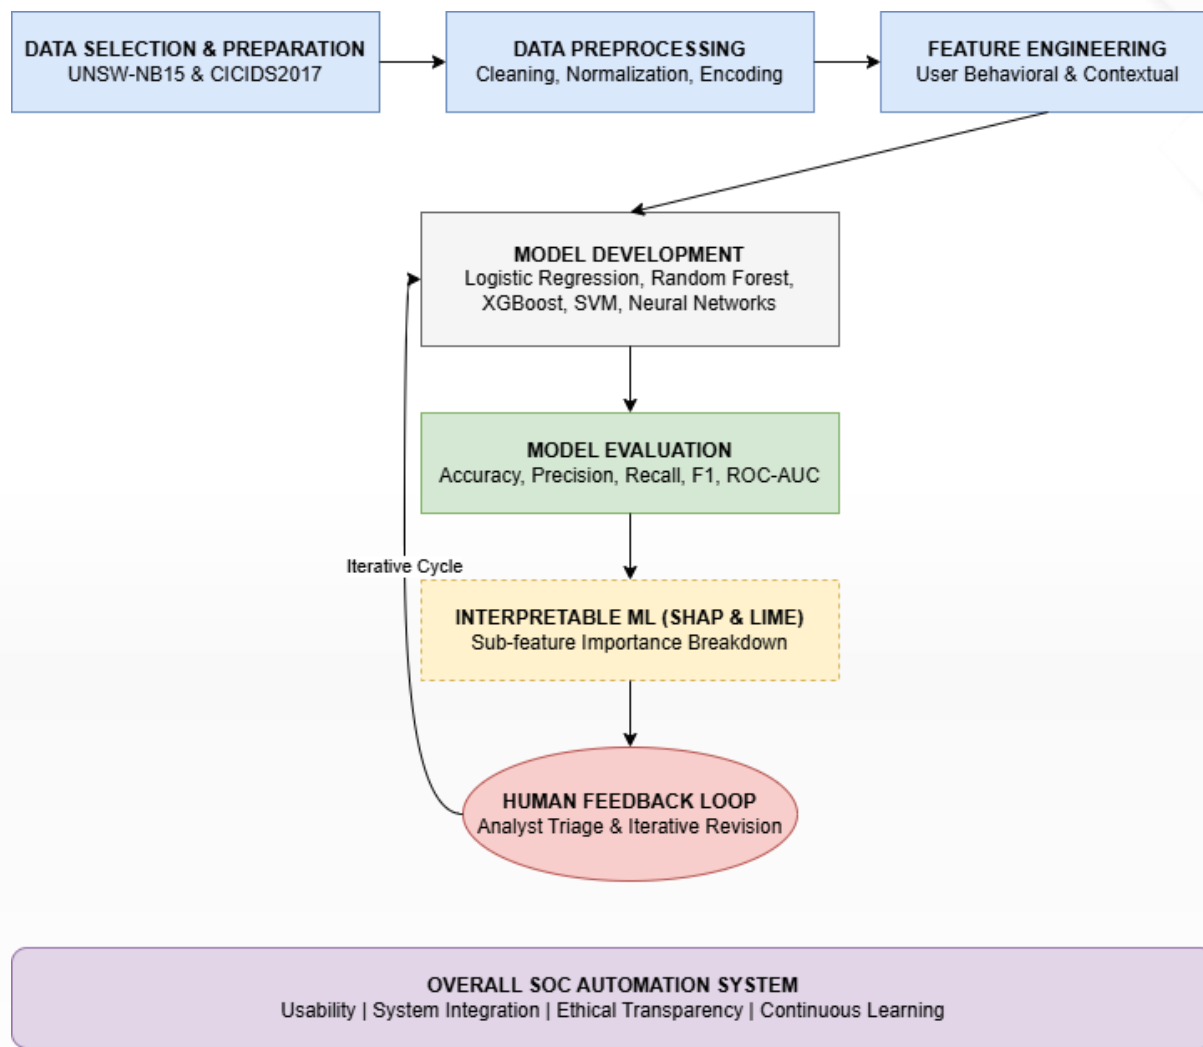 DATA SELECTION & PREPARATION
UNSW-NB15 & CICIDS2017
DATA PREPROCESSING
Cleaning, Normalization, Encoding
FEATURE ENGINEERING
User Behavioral & Contextual
MODEL DEVELOPMENT
Logistic Regression, Random Forest,
XGBoost, SVM, Neural Networks
MODEL EVALUATION
Accuracy, Precision, Recall, F1, ROC-AUC
Iterative Cycle
INTERPRETABLE ML (SHAP & LIME)
Sub-feature Importance Breakdown
HUMAN FEEDBACK LOOP
Analyst Triage & Iterative Revision
OVERALL SOC AUTOMATION SYSTEM
Usability | System Integration | Ethical Transparency | Continuous Learning